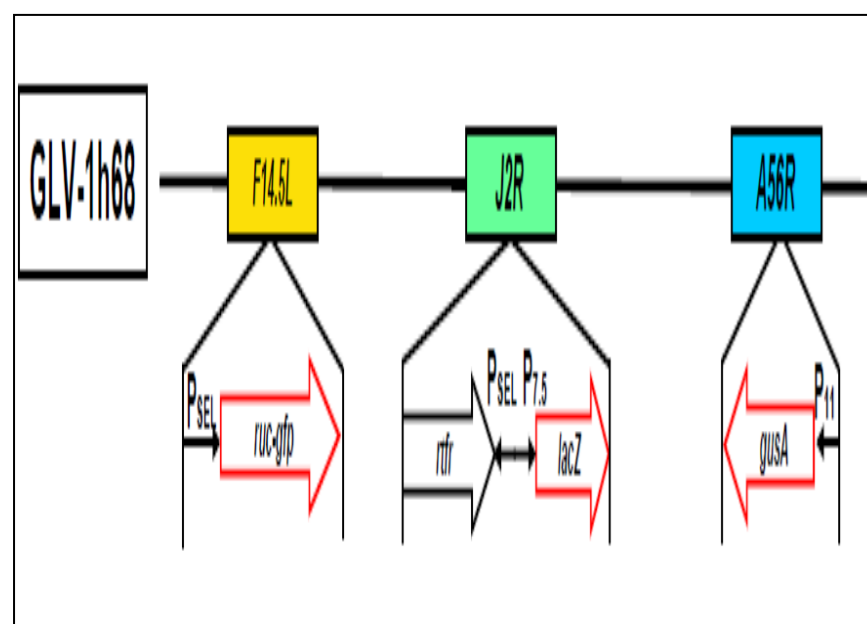 GLV-1h68
F14.5L
J2R
A56R
PSEL
ruc-gfp
rtfr
PSEL P7.5
lacZ
gusA
P11